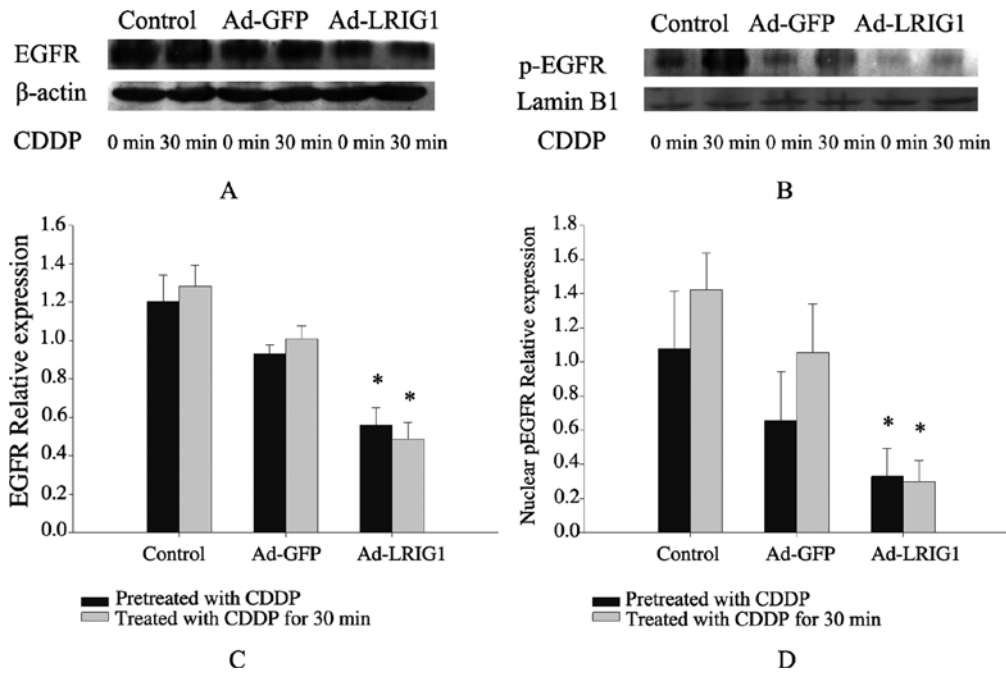 Control Ad-GFP Ad-LRIG1
EGFR
β-actin
CDDP 0 min 30 min 0 min 30 min 0 min 30 min
A
Control Ad-GFP Ad-LRIG1
p-EGFR
Lamin B1
CDDP 0 min 30 min 0 min 30 min 0 min 30 min
B
EGFR Relative expression
1.6
1.4
1.2
1.0
0.8
0.6
0.4
0.2
0.0
* *
Control Ad-GFP Ad-LRIG1
Pretreated with CDDP
Treated with CDDP for 30 min
C
Nuclear pEGFR Relative expression
1.8
1.6
1.4
1.2
1.0
0.8
0.6
0.4
0.2
0.0
* *
Control Ad-GFP Ad-LRIG1
Pretreated with CDDP
Treated with CDDP for 30 min
D